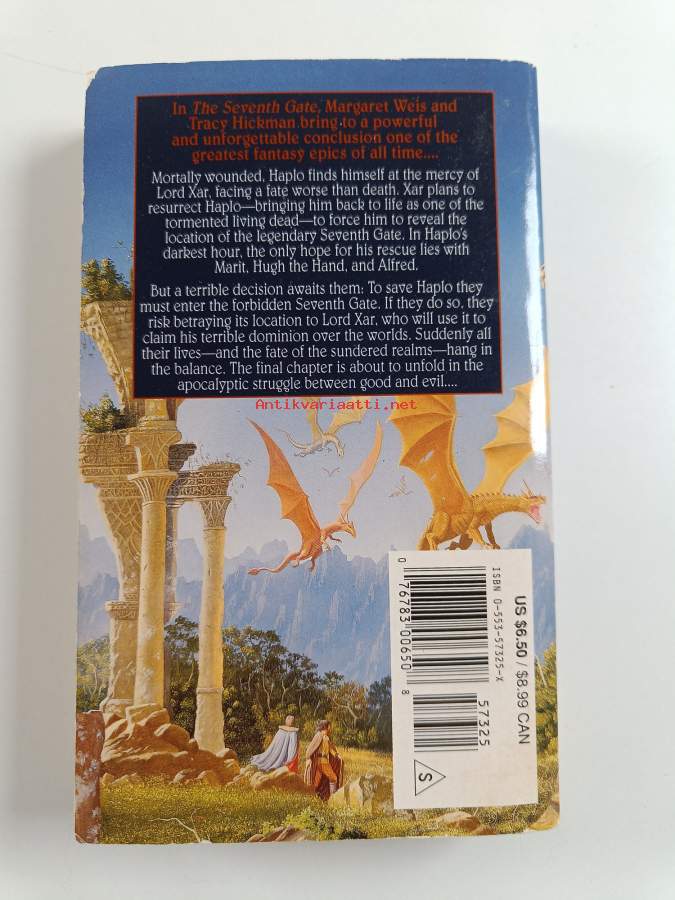 In The Seventh Gate, Margaret Weis and
Tracy Hickman bring to a powerful
and unforgettable conclusion one of the
greatest fantasy epics of all time....
Mortally wounded, Haplo finds himself at the mercy of
Lord Xar, facing a fate worse than death. Xar plans to
resurrect Haplo—bringing him back to life as one of the
tormented living dead—to force him to reveal the
location of the legendary Seventh Gate. In Haplo's
darkest hour, the only hope for his rescue lies with
Marit, Hugh the Hand, and Alfred.
But a terrible decision awaits them: To save Haplo they
must enter the forbidden Seventh Gate. If they do so, they
risk betraying its location to Lord Xar, who will use it to
claim his terrible dominion over the worlds. Suddenly all
their lives—and the fate of the sundered realms—hang in
the balance. The final chapter is about to unfold in the
apocalyptic struggle between good and evil....
Antikvariaatti.net
US $6.50 / $8.99 CAN
ISBN 0-553-57325-X
0 76783 00650 8
57325
S